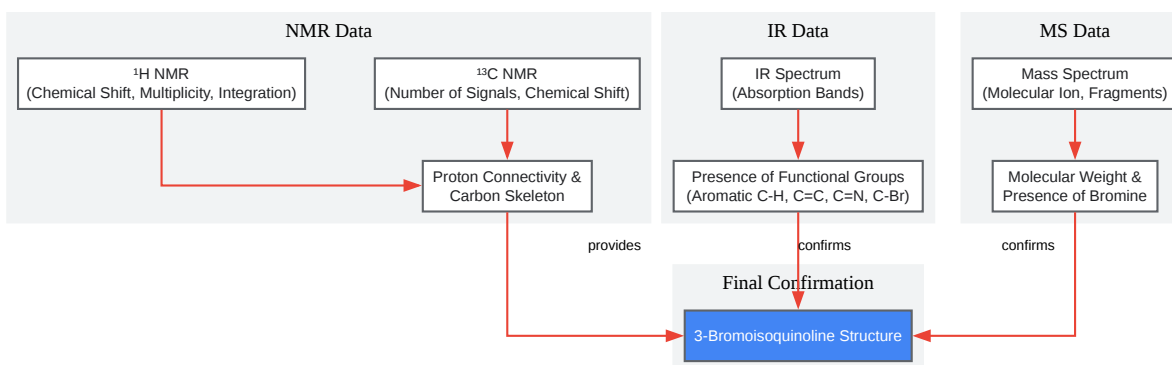 NMR Data
IR Data
MS Data
¹H NMR
(Chemical Shift, Multiplicity, Integration)
¹³C NMR
(Number of Signals, Chemical Shift)
IR Spectrum
(Absorption Bands)
Mass Spectrum
(Molecular Ion, Fragments)
Proton Connectivity &
Carbon Skeleton
Presence of Functional Groups
(Aromatic C-H, C=C, C=N, C-Br)
Molecular Weight &
Presence of Bromine
provides
confirms
confirms
Final Confirmation
3-Bromoisoquinoline Structure